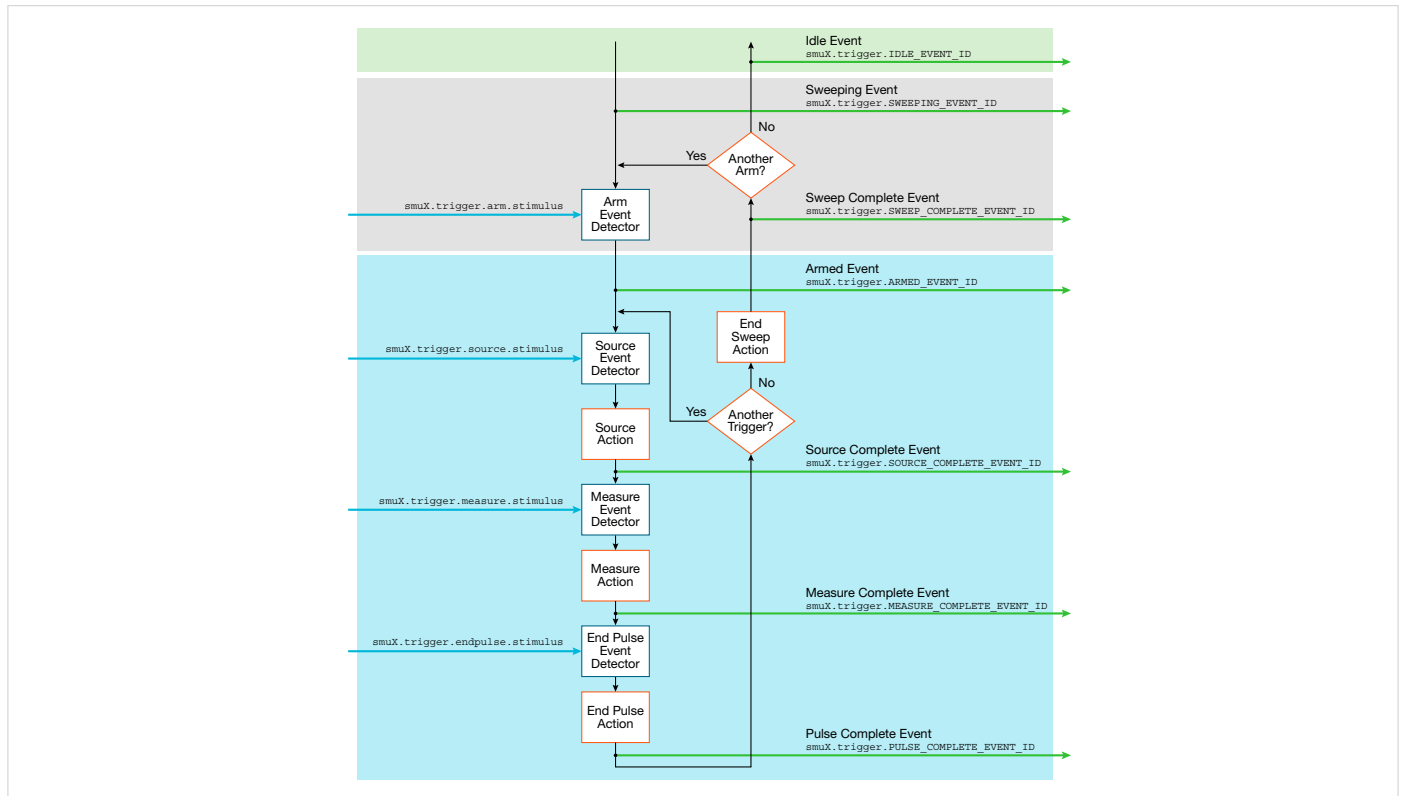 Idle Event
smuX.trigger.IDLE_EVENT_ID
Sweeping Event
smuX.trigger.SWEEPING_EVENT_ID
No
Yes
Another
Arm?
Sweep Complete Event
smuX.trigger.SWEEP_COMPLETE_EVENT_ID
smuX.trigger.arm.stimulus
Arm
Event
Detector
Armed Event
smuX.trigger.ARMED_EVENT_ID
End
Sweep
Action
smuX.trigger.source.stimulus
Source
Event
Detector
No
Yes
Another
Trigger?
Source
Action
Source Complete Event
smuX.trigger.SOURCE_COMPLETE_EVENT_ID
smuX.trigger.measure.stimulus
Measure
Event
Detector
Measure
Action
Measure Complete Event
smuX.trigger.MEASURE_COMPLETE_EVENT_ID
smuX.trigger.endpulse.stimulus
End Pulse
Event
Detector
End Pulse
Action
Pulse Complete Event
smuX.trigger.PULSE_COMPLETE_EVENT_ID